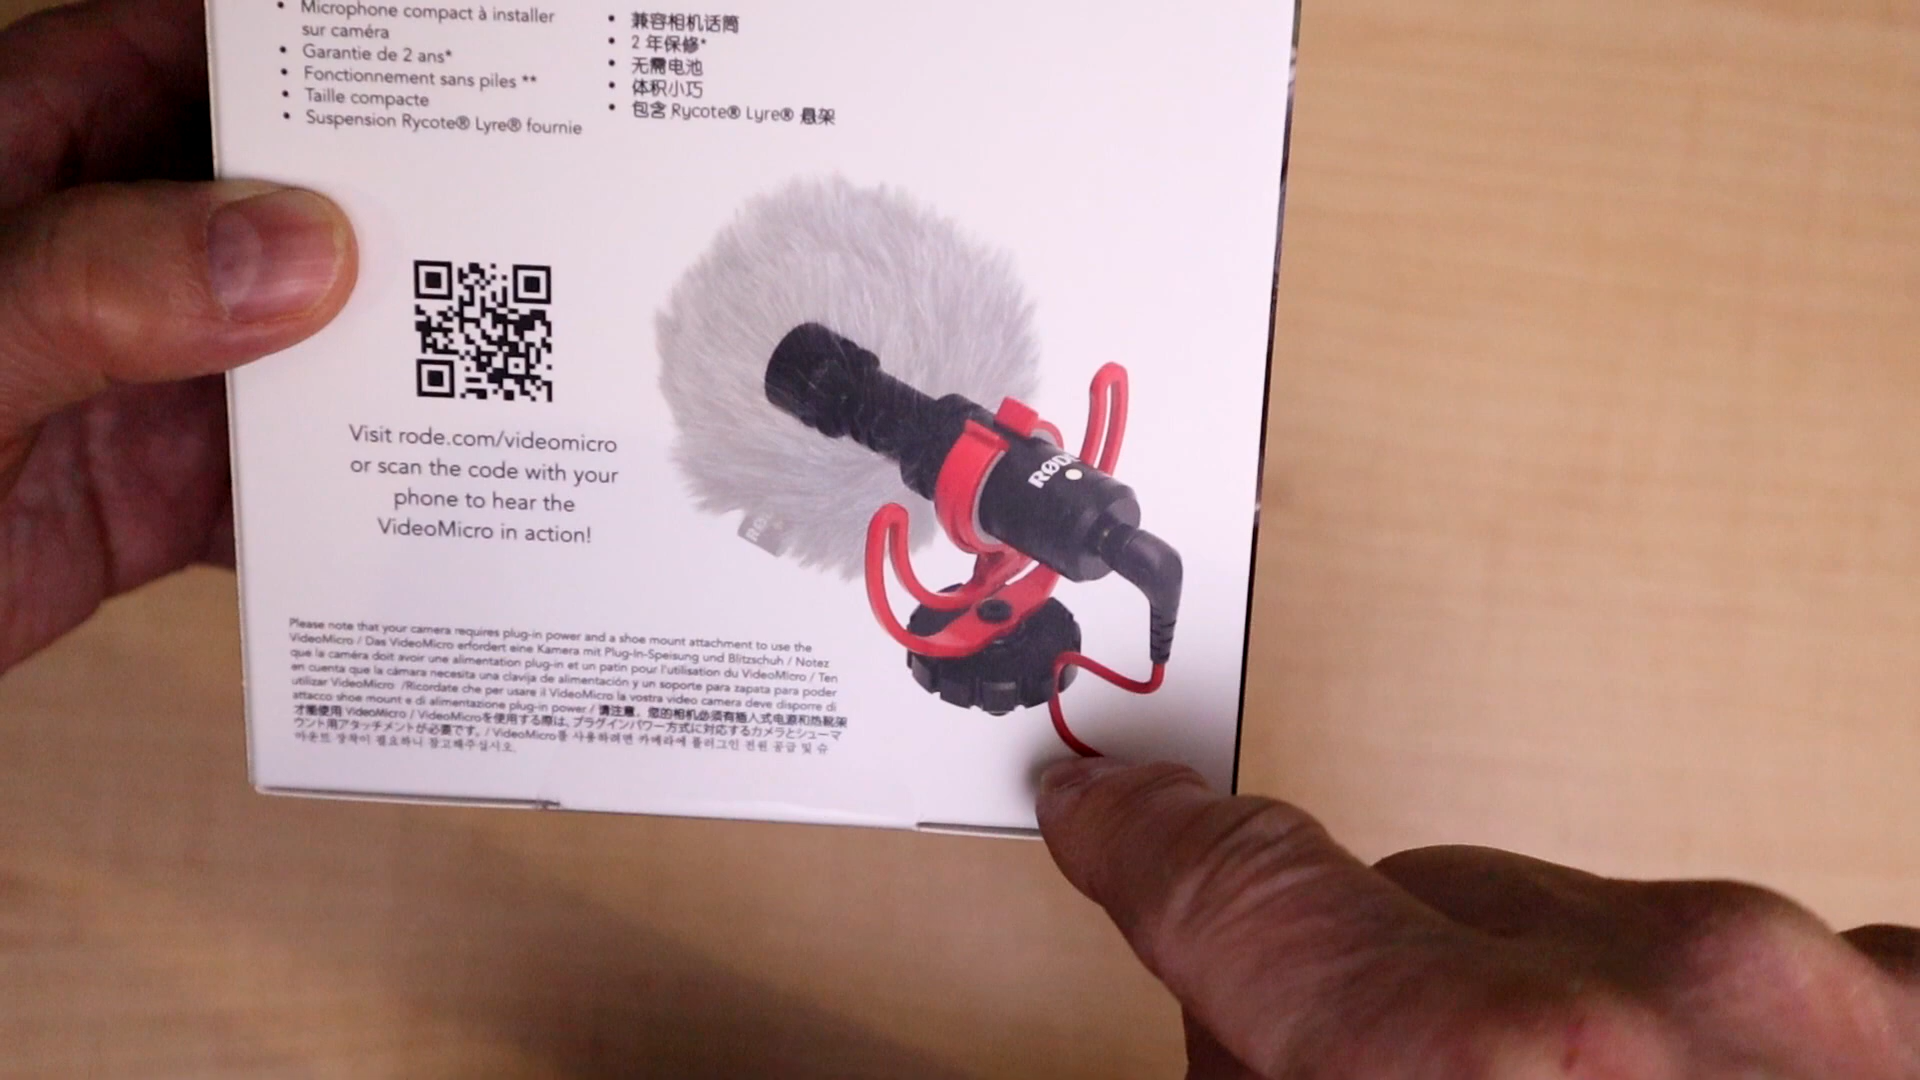 • Microphone compact à installer
sur caméra
• Garantie de 2 ans*
• Fonctionnement sans piles **
• Taille compacte
• Suspension Rycote® Lyre® fournie
• 兼容相机话筒
• 2 年保修*
• 无需电池
• 体积小巧
• 包含 Rycote® Lyre® 悬架
Visit rode.com/videomicro
or scan the code with your
phone to hear the
VideoMicro in action!
RØD
RØ
Please note that your camera requires plug-in power and a shoe mount attachment to use the
VideoMicro / Das VideoMicro erfordert eine Kamera mit Plug-In-Speisung und Blitzschuh / Notez
que la caméra doit avoir une alimentation plug-in et un patin pour l'utilisation du VideoMicro / Ten
en cuenta que la cámara necesita una clavija de alimentación y un soporte para zapata para poder
utilizar VideoMicro /Ricordate che per usare il VideoMicro la vostra video camera deve disporre di
attacco shoe mount e di alimentazione plug-in power / 请注意，您的相机必须有插入式电源和热靴架
才能使用 VideoMicro / VideoMicroを使用する際は、プラグインパワー方式に対応するカメラとシューマ
ウント用アタッチメントが必要です。/ VideoMicro를 사용하려면 카메라에 플러그인 전원 공급 및 슈
마운트 장착이 필요하니 참고해주십시오.